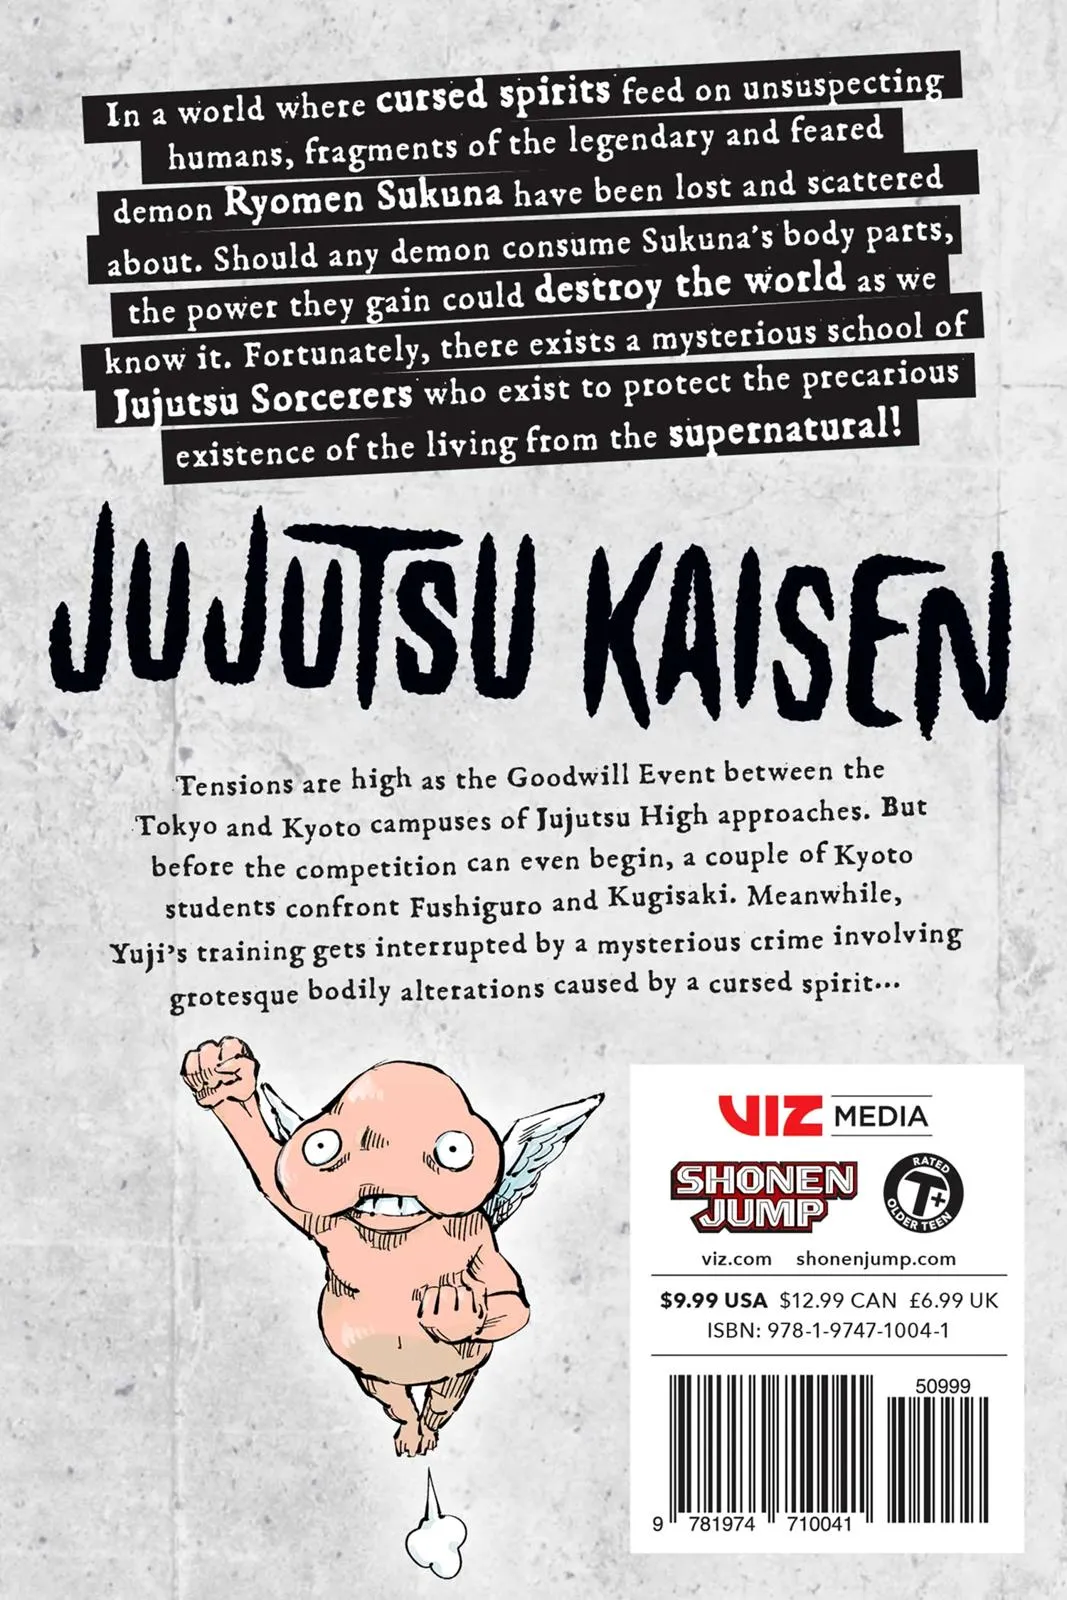 In a world where cursed spirits feed on unsuspecting
humans, fragments of the legendary and feared
demon Ryomen Sukuna have been lost and scattered
about. Should any demon consume Sukuna's body parts,
the power they gain could destroy the world as we
know it. Fortunately, there exists a mysterious school of
Jujutsu Sorcerers who exist to protect the precarious
existence of the living from the supernatural!
JUJUTSU KAISEN
Tensions are high as the Goodwill Event between the
Tokyo and Kyoto campuses of Jujutsu High approaches. But
before the competition can even begin, a couple of Kyoto
students confront Fushiguro and Kugisaki. Meanwhile,
Yuji's training gets interrupted by a mysterious crime involving
grotesque bodily alterations caused by a cursed spirit...
VIZ MEDIA
SHONEN
JUMP
RATED
T+
OLDER TEEN
viz.com shonenjump.com
$9.99 USA $12.99 CAN £6.99 UK
ISBN: 978-1-9747-1004-1
50999
9 781974 710041